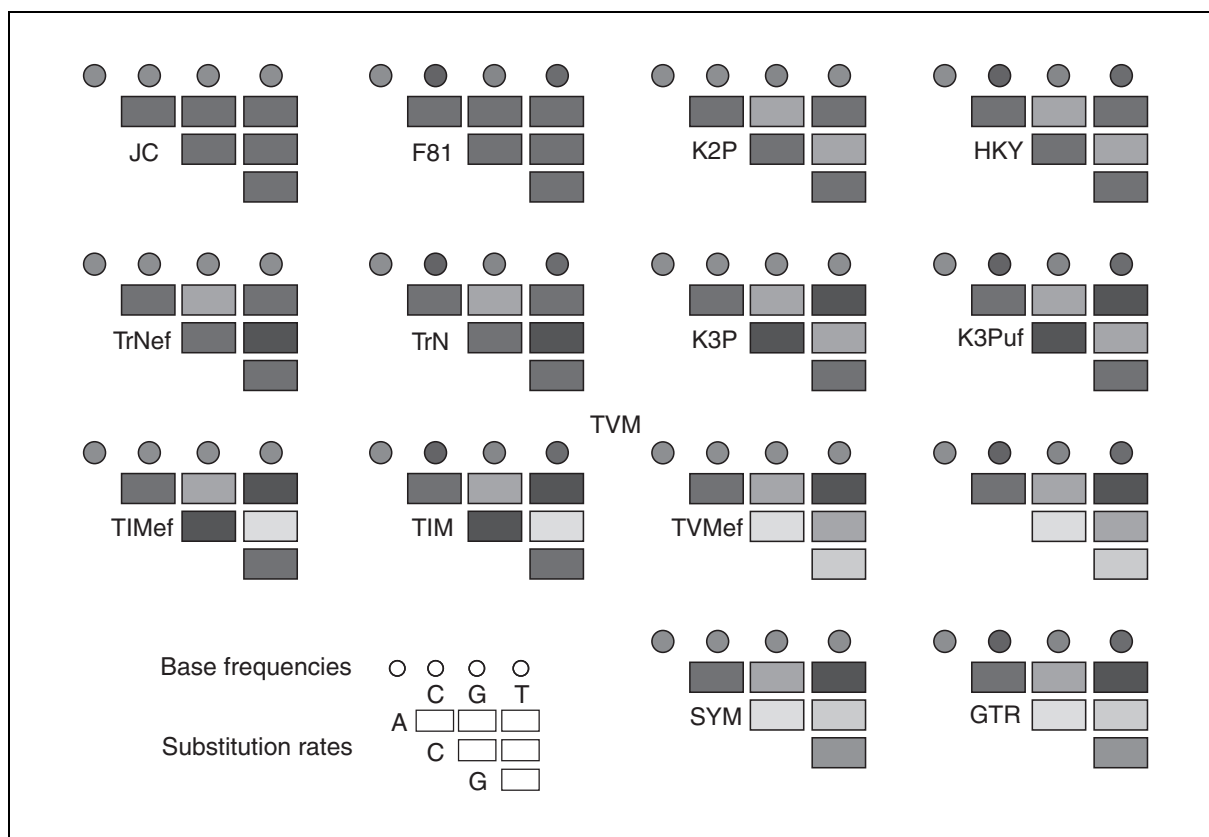 JC
F81
K2P
HKY
TrNef
TrN
K3P
K3Puf
TVM
TIMef
TIM
TVMef
Base frequencies
C G T
A
SYM
GTR
Substitution rates
C
G